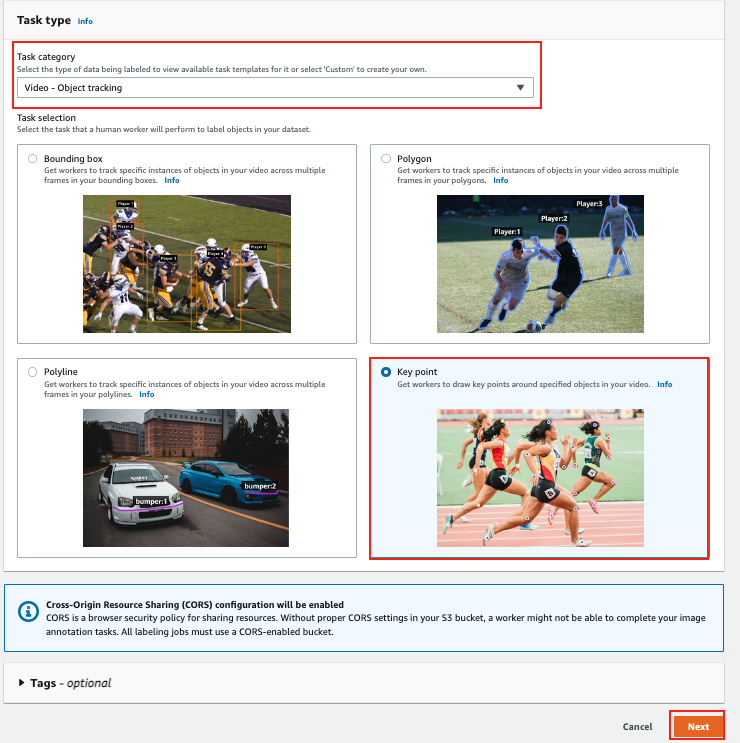 Task type Info
Task category
Select the type of data being labeled to view available task templates for it or select 'Custom' to create your own.
Video - Object tracking
Task selection
Select the task that a human worker will perform to label objects in your dataset.
Bounding box
Get workers to track specific instances of objects in your video across multiple
frames in your bounding boxes. Info
Player 1
Player 2
Player 3
Player 4
Player 5
Polygon
Get workers to track specific instances of objects in your video across multiple
frames in your polygons. Info
Player:3
Player:2
Player:1
Polyline
Get workers to track specific instances of objects in your video across multiple
frames in your polylines. Info
bumper:2
bumper:1
Key point
Get workers to draw key points around specified objects in your video. Info
Cross-Origin Resource Sharing (CORS) configuration will be enabled
CORS is a browser security policy for sharing resources. Without proper CORS settings in your S3 bucket, a worker might not be able to complete your image
annotation tasks. All labeling jobs must use a CORS-enabled bucket.
Tags - optional
Cancel
Next